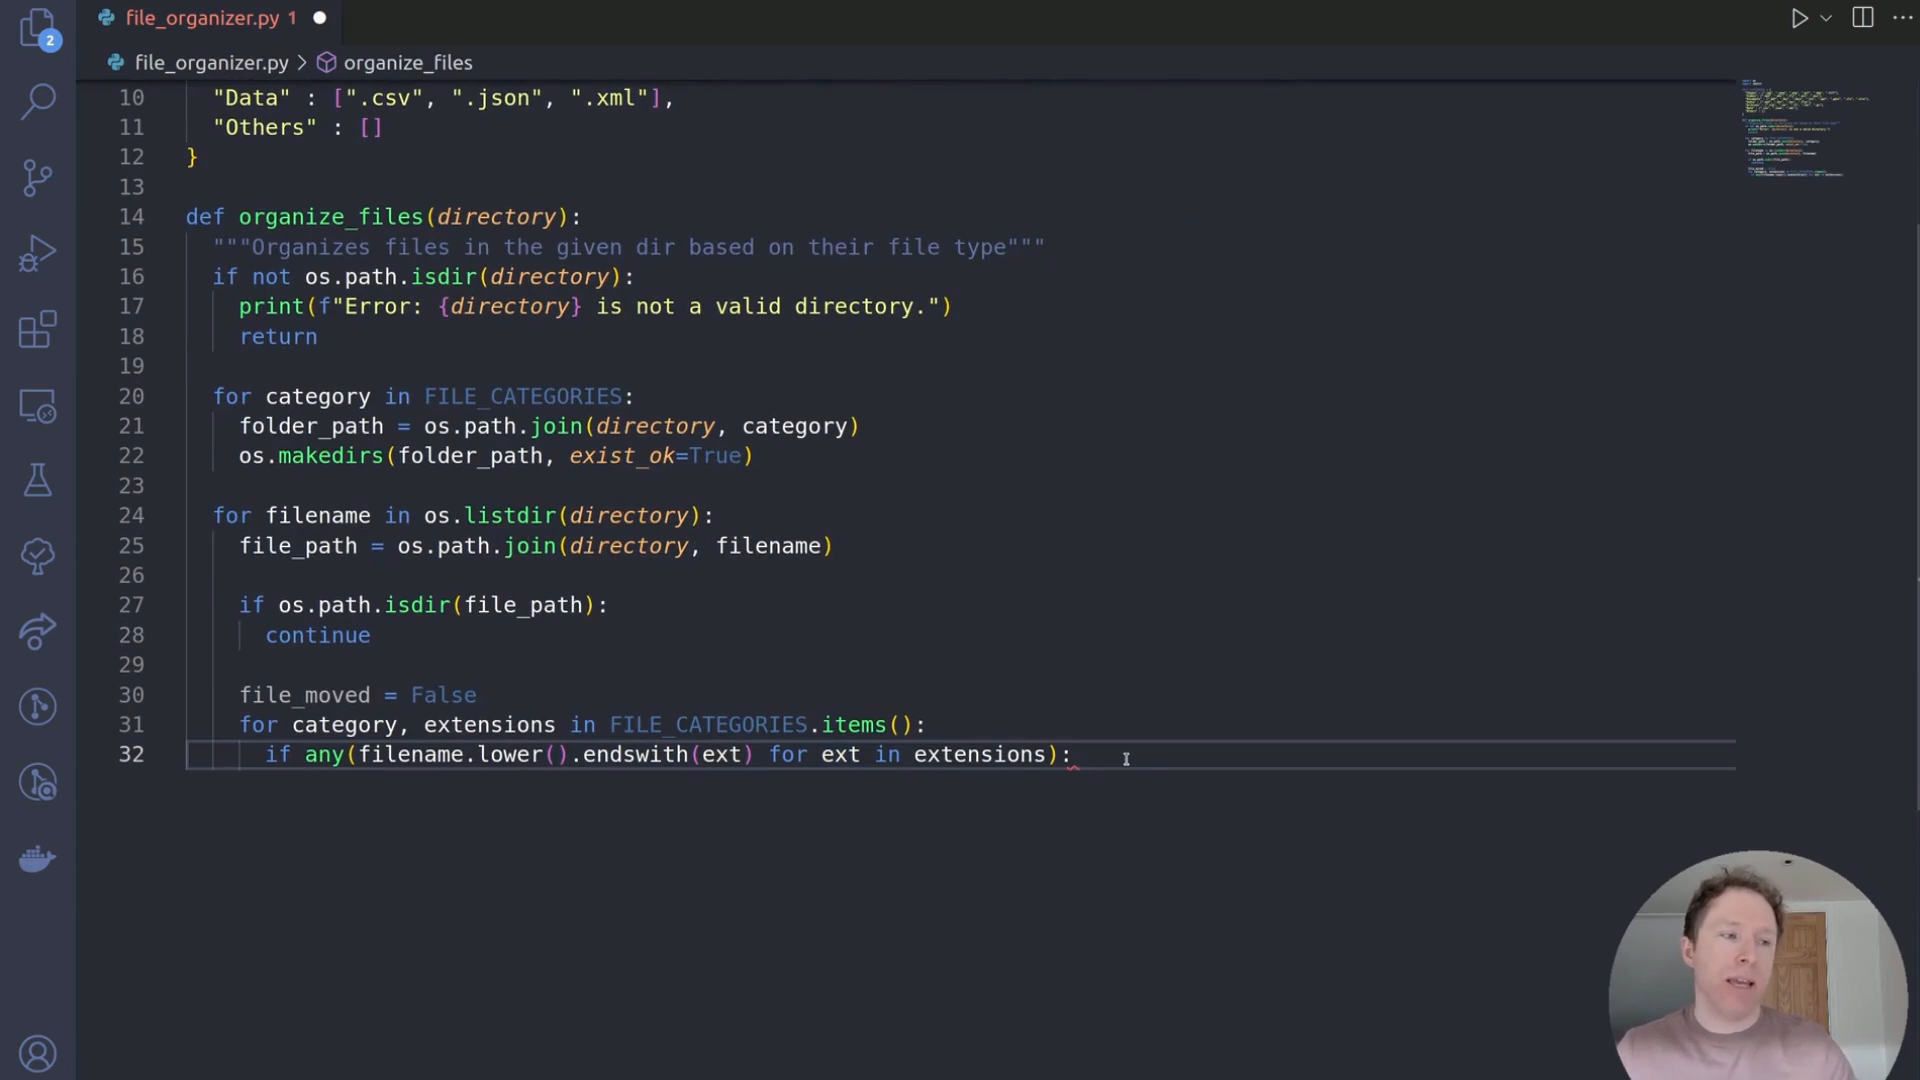 2
file_organizer.py 1
file_organizer.py > organize_files
10 "Data" : [".csv", ".json", ".xml"],
11 "Others" : []
12 }
13
14 def organize_files(directory):
15 """Organizes files in the given dir based on their file type"""
16 if not os.path.isdir(directory):
17 print(f"Error: {directory} is not a valid directory.")
18 return
19
20 for category in FILE_CATEGORIES:
21 folder_path = os.path.join(directory, category)
22 os.makedirs(folder_path, exist_ok=True)
23
24 for filename in os.listdir(directory):
25 file_path = os.path.join(directory, filename)
26
27 if os.path.isdir(file_path):
28 continue
29
30 file_moved = False
31 for category, extensions in FILE_CATEGORIES.items():
32 if any(filename.lower().endswith(ext) for ext in extensions):